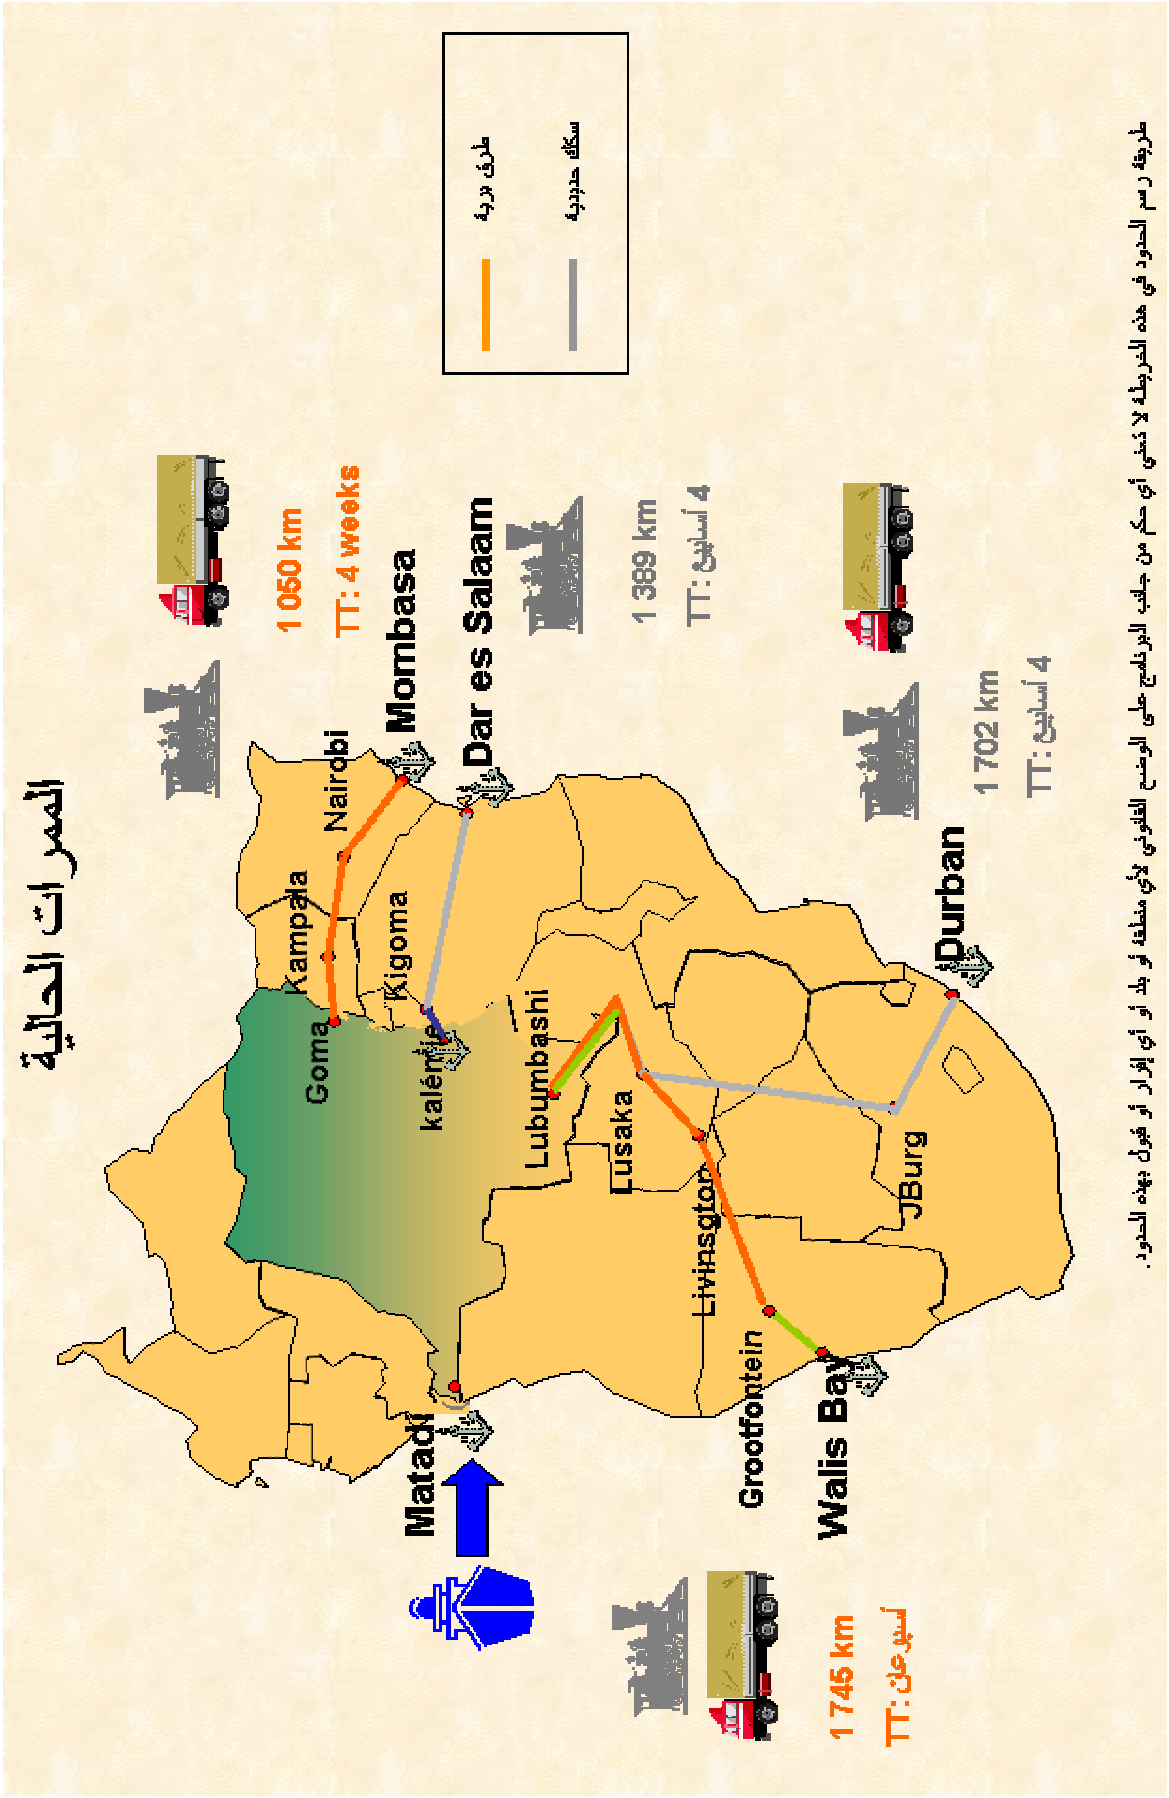 الممرات الحالية
طرق برية
سكك حديدية
1 050 km
TT: 4 weeks
Mombasa
Nairobi
Kampala
Goma
Dar es Salaam
Kigoma
kalémie
1 389 km
TT: 4 أسابيع
Lubumbashi
Lusaka
Livinsgton
Grootfontein
Walis Bay
Matadi
JBurg
Durban
1 702 km
TT: 4 أسابيع
1 745 km
TT: أسبوعان
طريقة رسم الحدود في هذه الخريطة لا تعني أي حكم من جانب البرنامج على الوضع القانوني لأي منطقة أو بلد أو أي إقرار أو قبول بهذه الحدود.